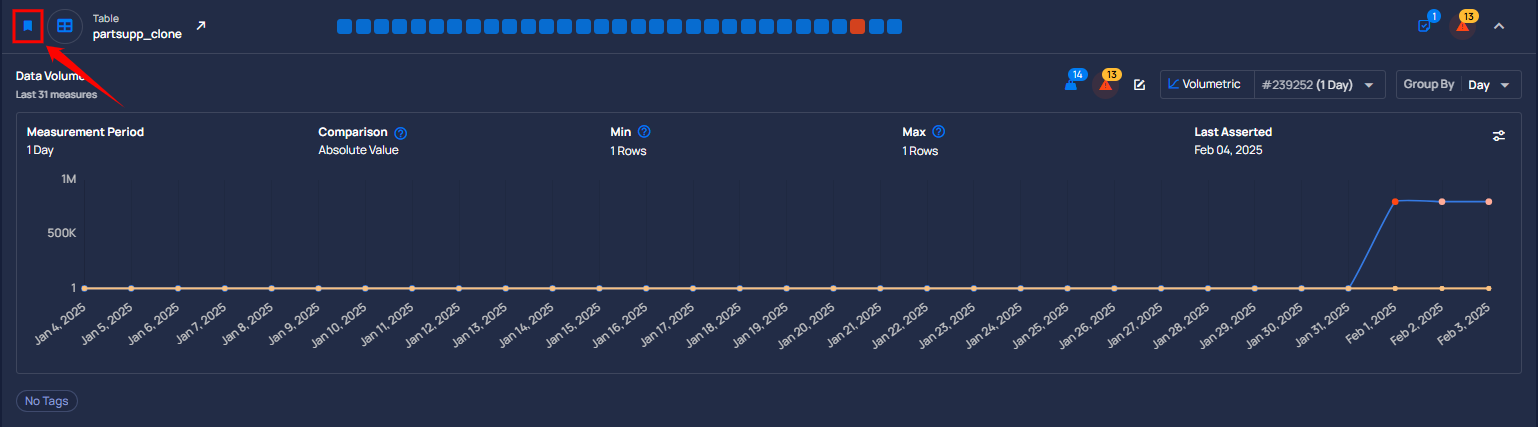 Table
partsupp_clone
1
13
Data Volume
Last 31 measures
14
13
Volumetric
#239252 (1 Day)
Group By
Day
Measurement Period
1 Day
Comparison
Absolute Value
Min
1 Rows
Max
1 Rows
Last Asserted
Feb 04, 2025
1M
500K
1
Jan 4, 2025
Jan 5, 2025
Jan 6, 2025
Jan 7, 2025
Jan 8, 2025
Jan 9, 2025
Jan 10, 2025
Jan 11, 2025
Jan 12, 2025
Jan 13, 2025
Jan 14, 2025
Jan 15, 2025
Jan 16, 2025
Jan 17, 2025
Jan 18, 2025
Jan 19, 2025
Jan 20, 2025
Jan 21, 2025
Jan 22, 2025
Jan 23, 2025
Jan 24, 2025
Jan 25, 2025
Jan 26, 2025
Jan 27, 2025
Jan 28, 2025
Jan 29, 2025
Jan 30, 2025
Jan 31, 2025
Feb 1, 2025
Feb 2, 2025
Feb 3, 2025
No Tags